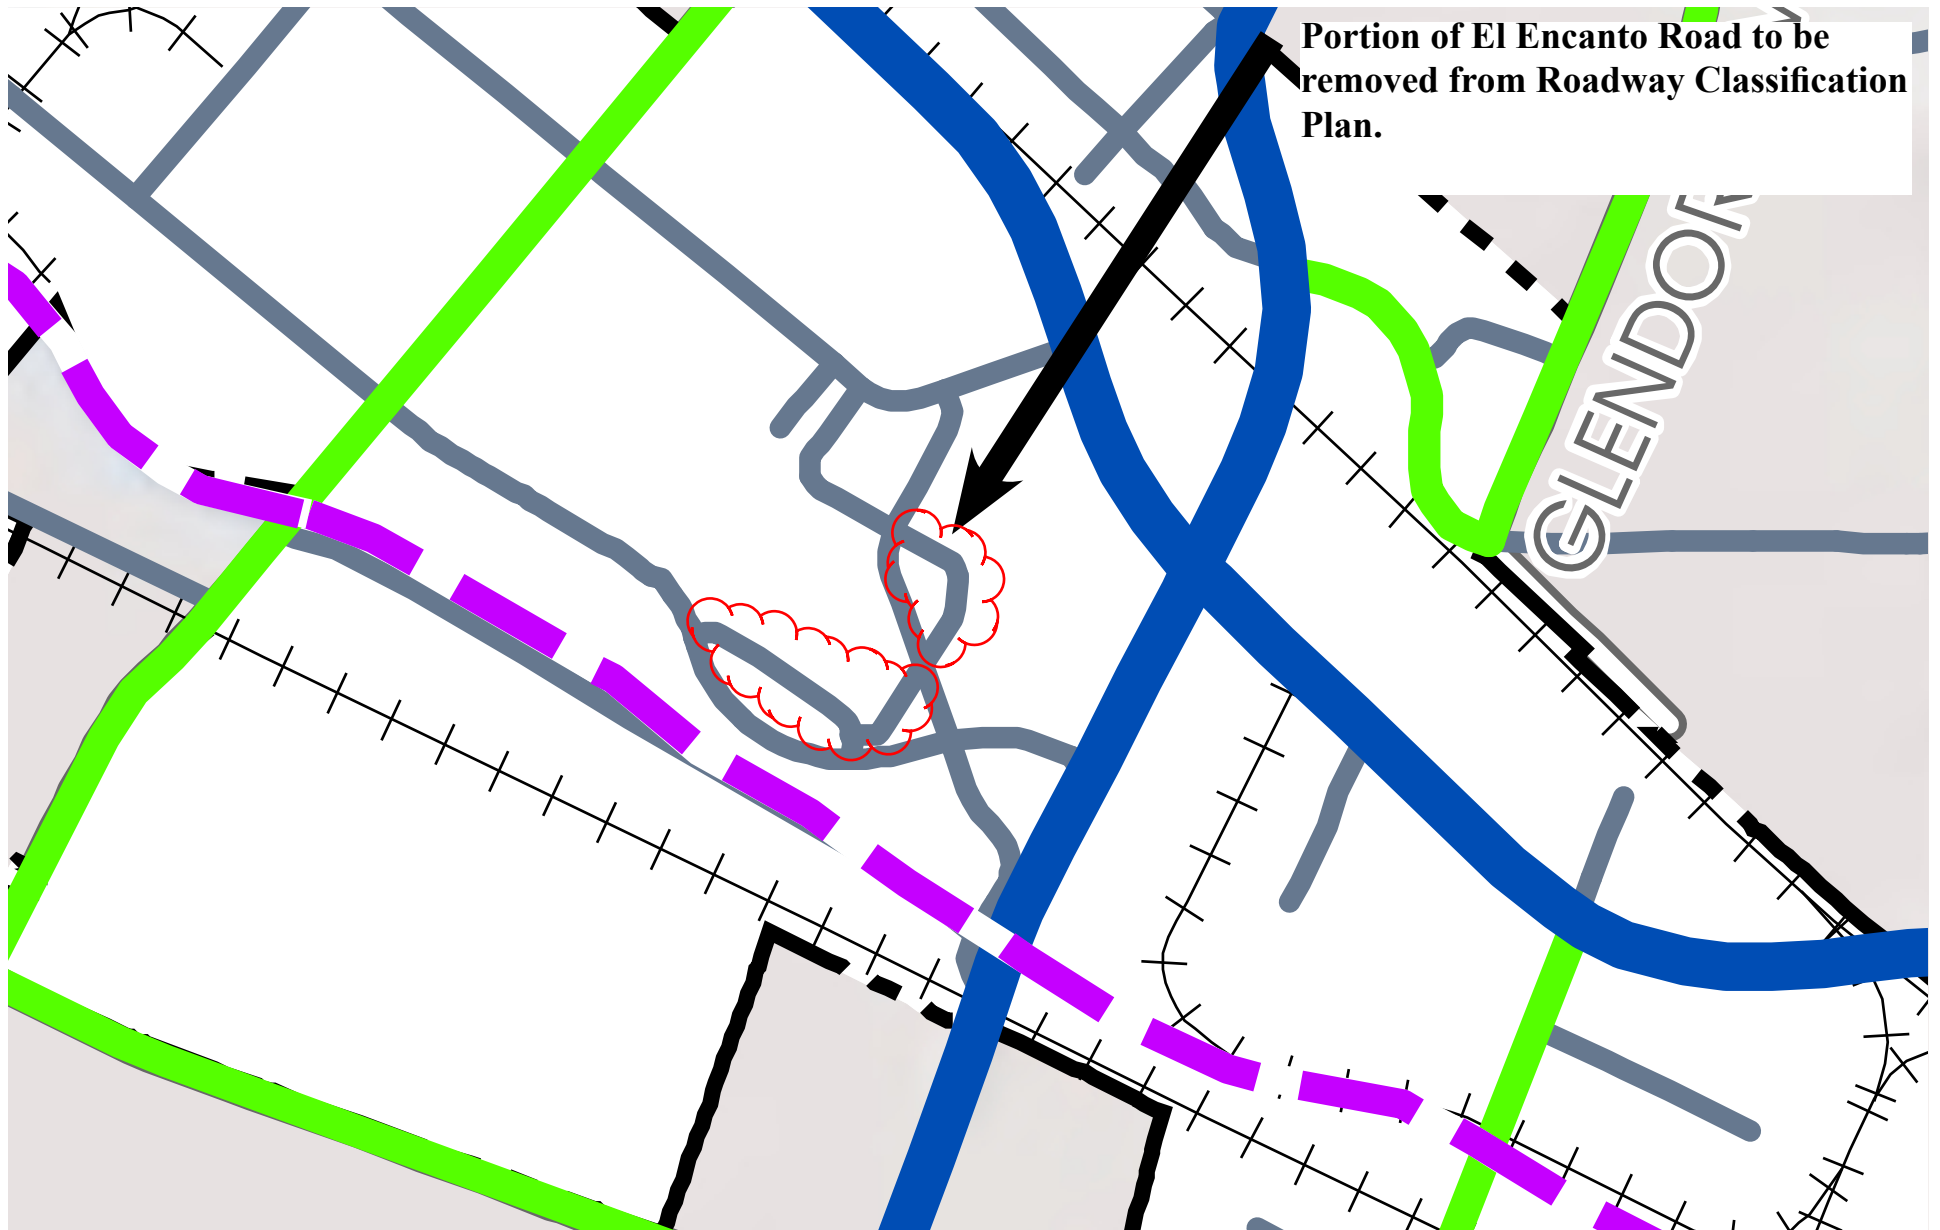 Portion of El Encanto Road to be
removed from Roadway Classification
Plan.
GLENDOR